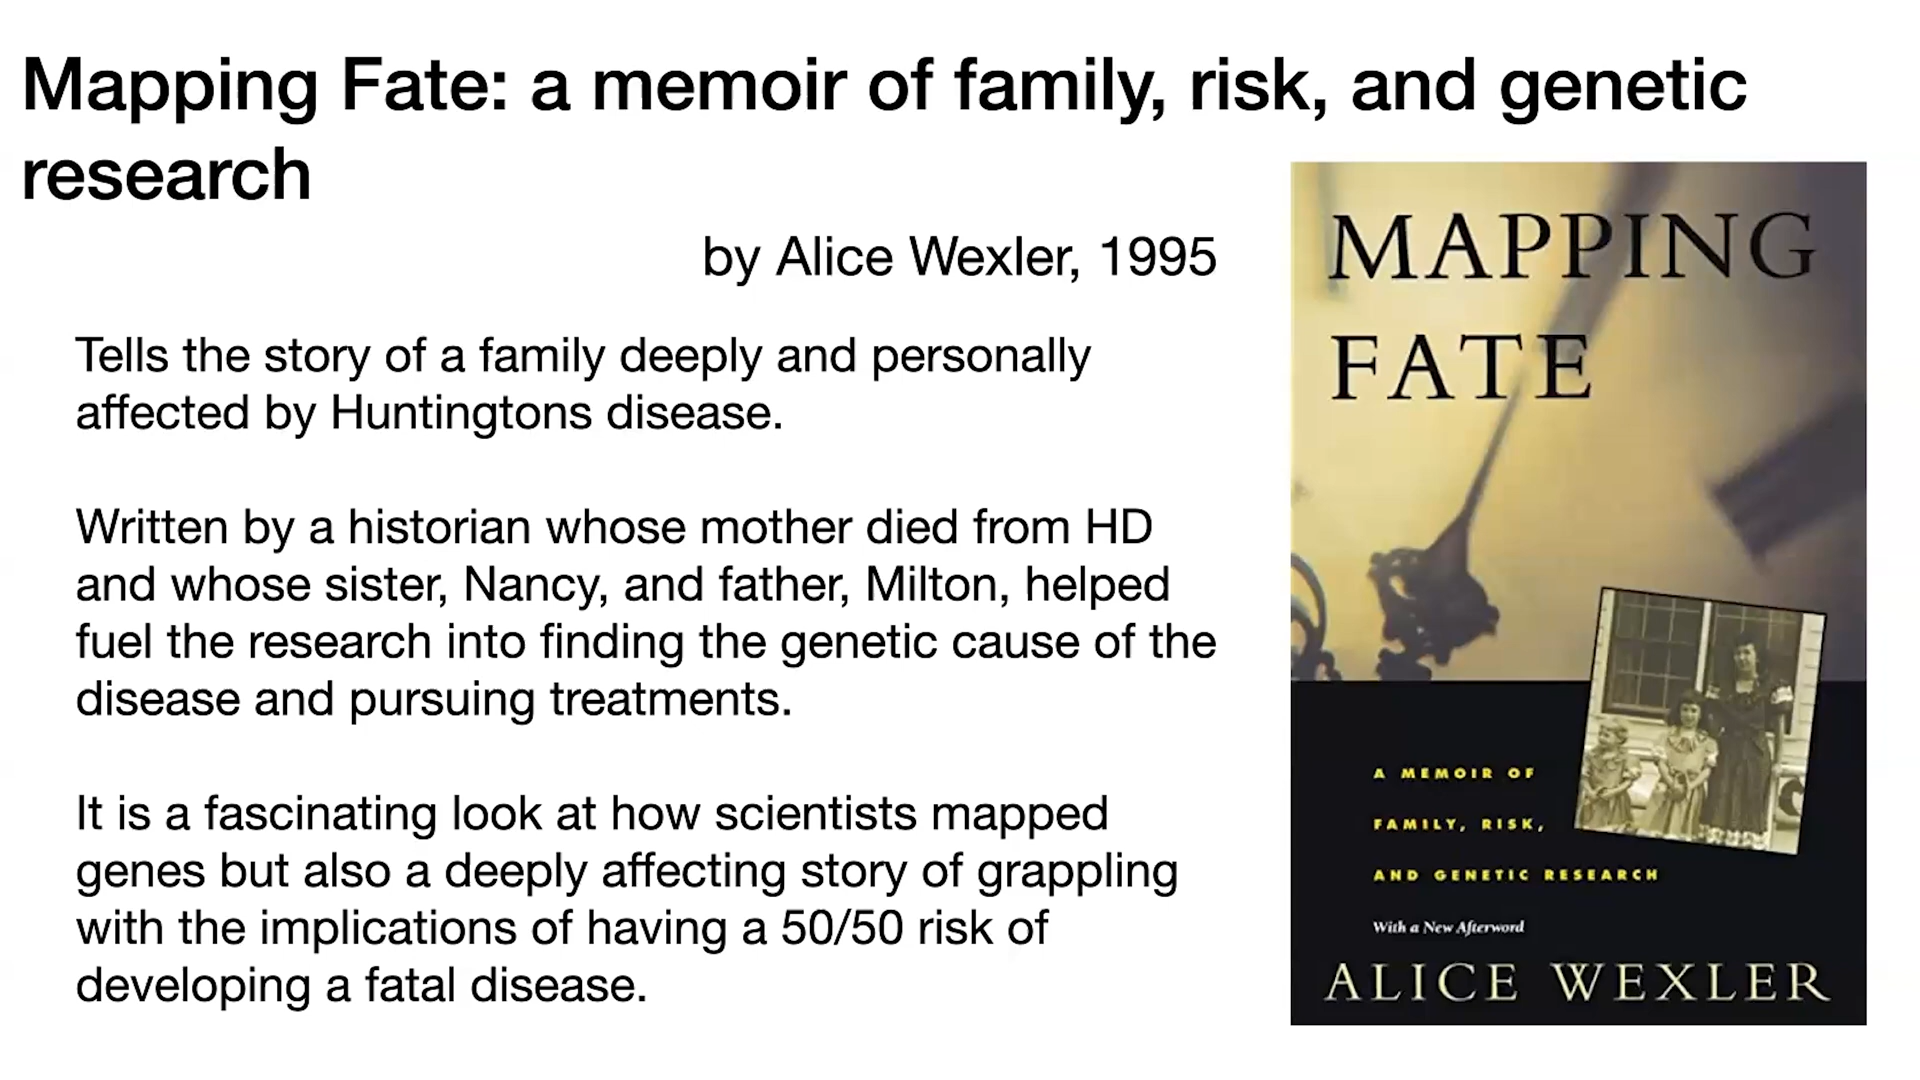 Mapping Fate: a memoir of family, risk, and genetic
research
by Alice Wexler, 1995
Tells the story of a family deeply and personally
affected by Huntingtons disease.
Written by a historian whose mother died from HD
and whose sister, Nancy, and father, Milton, helped
fuel the research into finding the genetic cause of the
disease and pursuing treatments.
It is a fascinating look at how scientists mapped
genes but also a deeply affecting story of grappling
with the implications of having a 50/50 risk of
developing a fatal disease.
MAPPING
FATE
A MEMOIR OF
FAMILY, RISK,
AND GENETIC RESEARCH
With a New Afterword
ALICE WEXLER